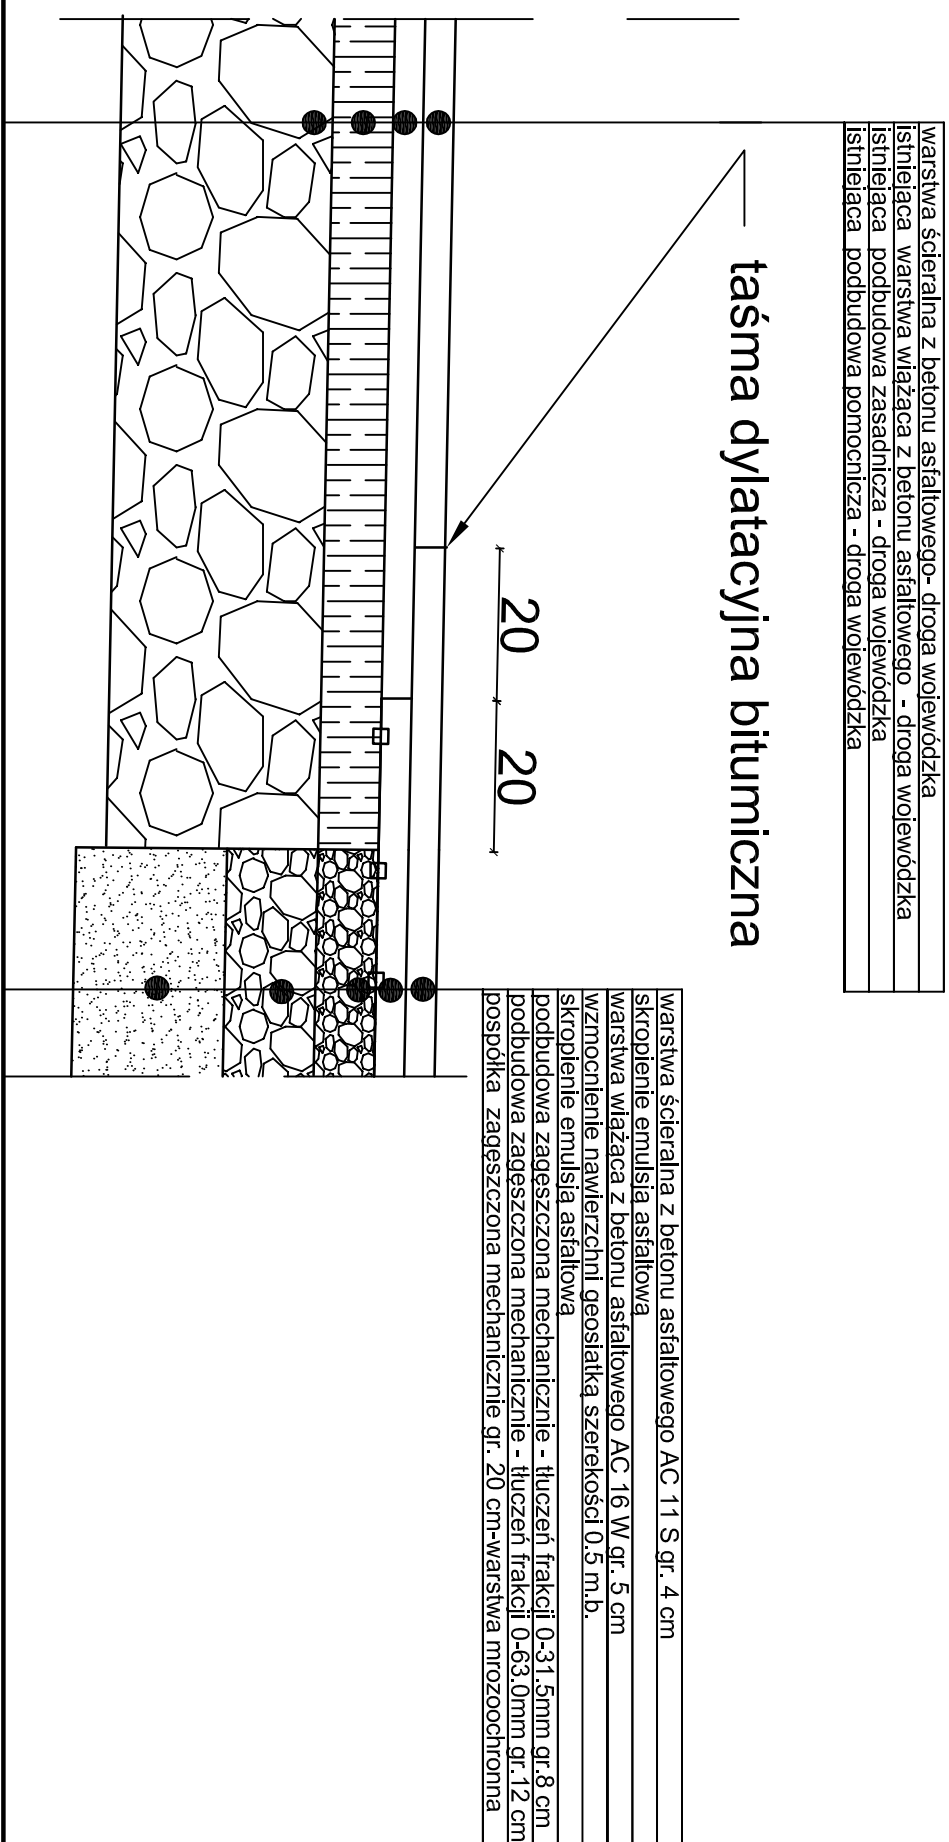 warstwa ścieralna z betonu asfaltowego- droga wojewódzka
istniejąca warstwa wiążąca z betonu asfaltowego - droga wojewódzka
istniejąca podbudowa zasadnicza - droga wojewódzka
istniejąca podbudowa pomocnicza - droga wojewódzka
taśma dylatacyjna bitumiczna
20
20
warstwa ścieralna z betonu asfaltowego AC 11 S gr. 4 cm
skropienie emulsją asfaltową
warstwa wiążąca z betonu asfaltowego AC 16 W gr. 5 cm
wzmocnienie nawierzchni geosiatką szerekości 0.5 m.b.
skropienie emulsją asfaltową
podbudowa zagęszczona mechanicznie - tłuczeń frakcji 0-31.5mm gr.8 cm
podbudowa zagęszczona mechanicznie - tłuczeń frakcji 0-63.0mm gr.12 cm
pospółka zagęszczona mechanicznie gr. 20 cm-warstwa mrozoochronna